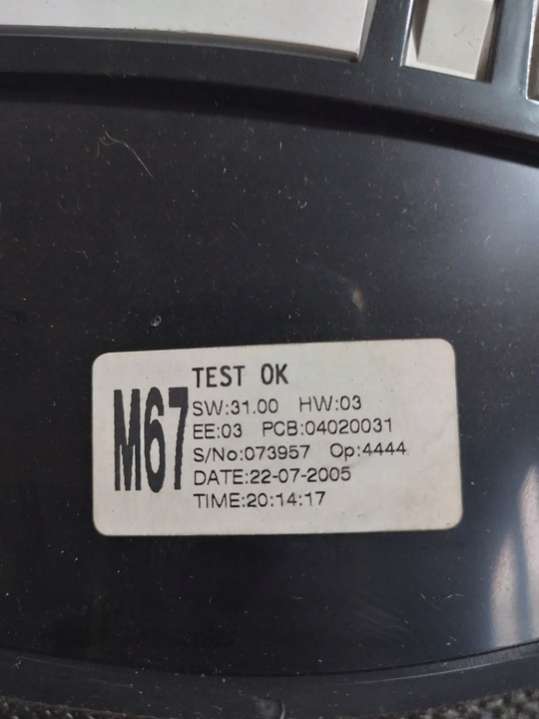 TEST OK
M67
SW:31.00 HW:03
EE:03 PCB:04020031
S/No:073957 Op:4444
DATE:22-07-2005
TIME:20:14:17